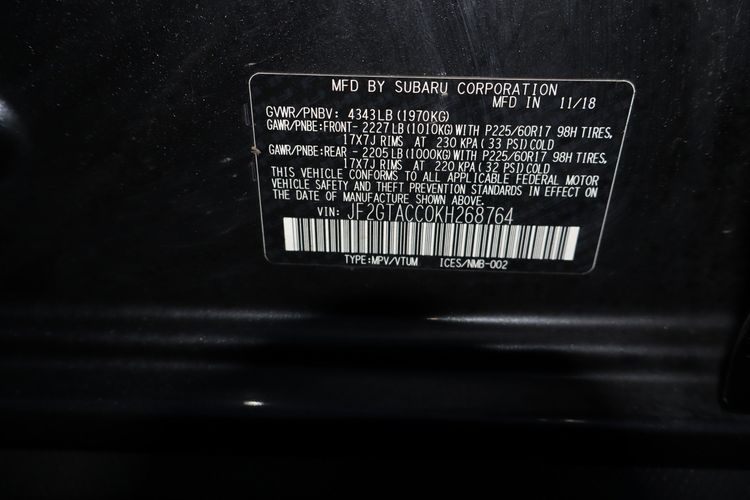 MFD BY SUBARU CORPORATION
MFD IN 11/18
GVWR/PNBV: 4343LB(1970KG)
GAWR/PNBE:FRONT- 2227LB(1010KG)WITH P225/60R17 98H TIRES,
17X7J RIMS AT 230 KPA(33 PSI)COLD
GAWR/PNBE:REAR - 2205LB(1000KG)WITH P225/60R17 98H TIRES,
17X7J RIMS AT 220 KPA(32 PSI)COLD
THIS VEHICLE CONFORMS TO ALL APPLICABLE FEDERAL MOTOR
VEHICLE SAFETY AND THEFT PREVENTION STANDARDS IN EFFECT ON
THE DATE OF MANUFACTURE SHOWN ABOVE.
VIN: JF2GTACC0KH268764
TYPE:MPV/VTUM ICES/NMB-002